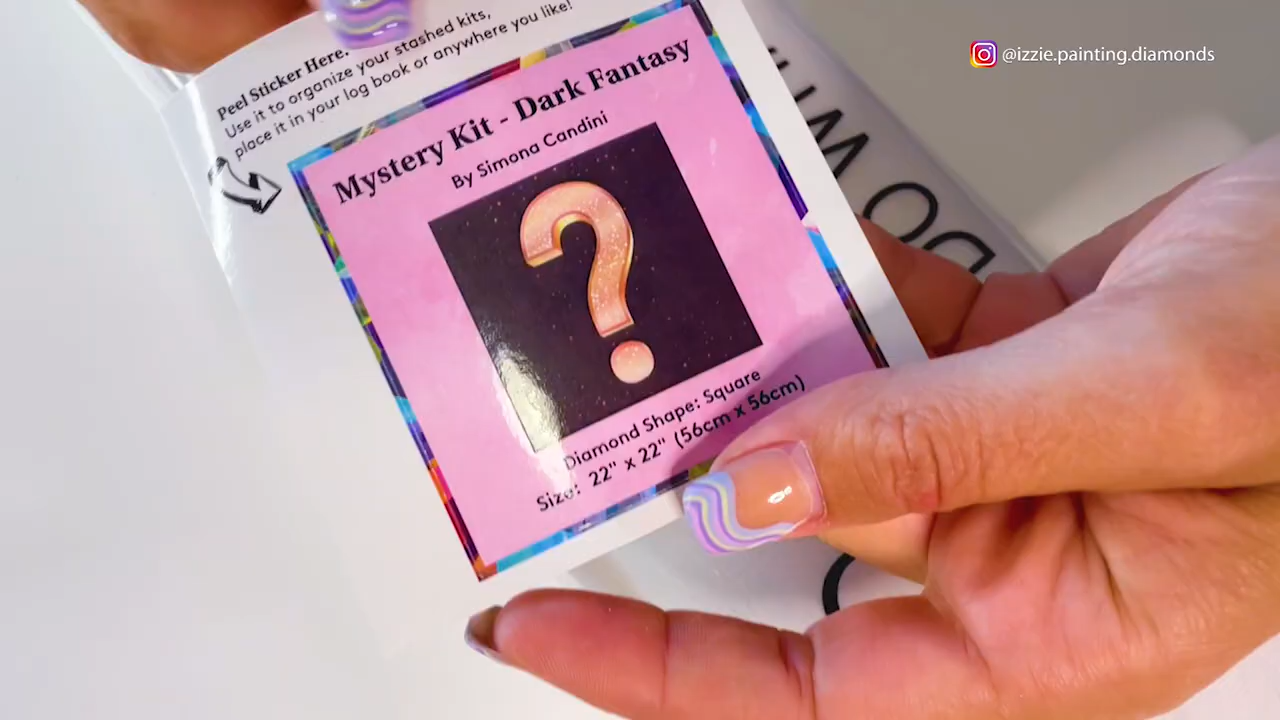 @izzie.painting.diamonds
Peel Sticker Here.
Use it to organize your stashed kits,
place it in your log book or anywhere you like!
Mystery Kit - Dark Fantasy
By Simona Candini
?
Diamond Shape: Square
Size: 22" x 22" (56cm x 56cm)